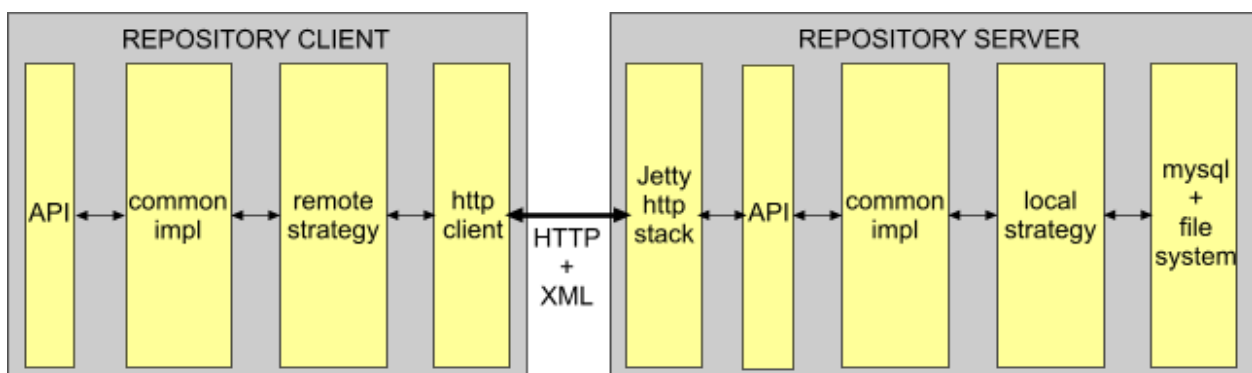 REPOSITORY CLIENT
API
common
impl
remote
strategy
http
client
HTTP
+
XML
REPOSITORY SERVER
Jetty
http
stack
API
common
impl
local
strategy
mysql
+
file
system